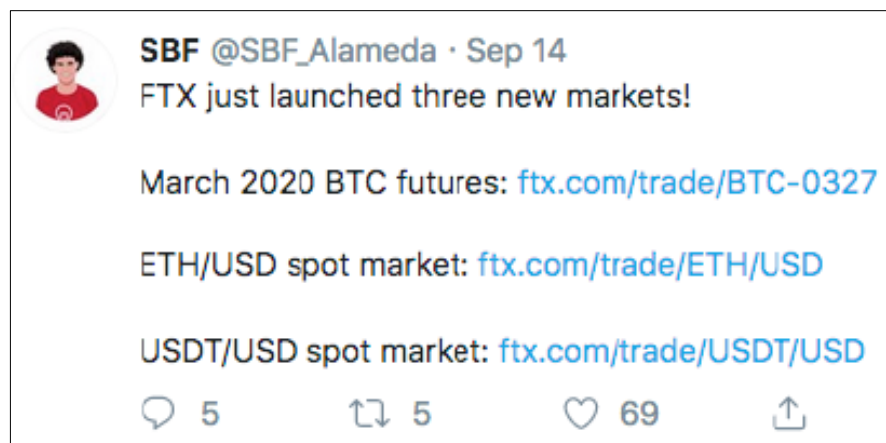 SBF @SBF_Alameda · Sep 14
FTX just launched three new markets!
March 2020 BTC futures: ftx.com/trade/BTC-0327
ETH/USD spot market: ftx.com/trade/ETH/USD
USDT/USD spot market: ftx.com/trade/USDT/USD
5 5 69